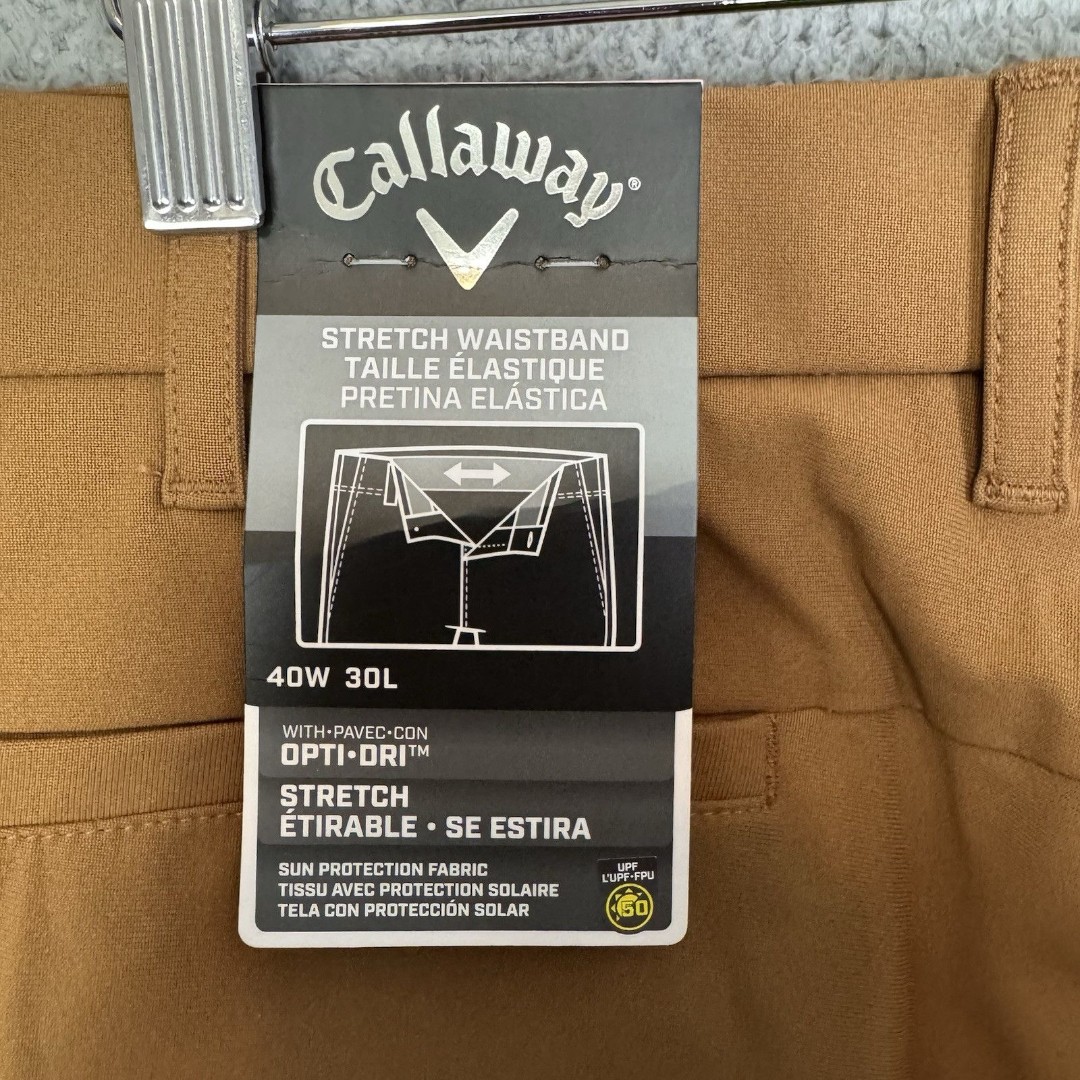 Callaway®
STRETCH WAISTBAND
TAILLE ÉLASTIQUE
PRETINA ELÁSTICA
40W 30L
WITH•PAVEC•CON
OPTI•DRI™
STRETCH
ÉTIRABLE • SE ESTIRA
SUN PROTECTION FABRIC
TISSU AVEC PROTECTION SOLAIRE
TELA CON PROTECCIÓN SOLAR
UPF
L'UPF•FPU
50